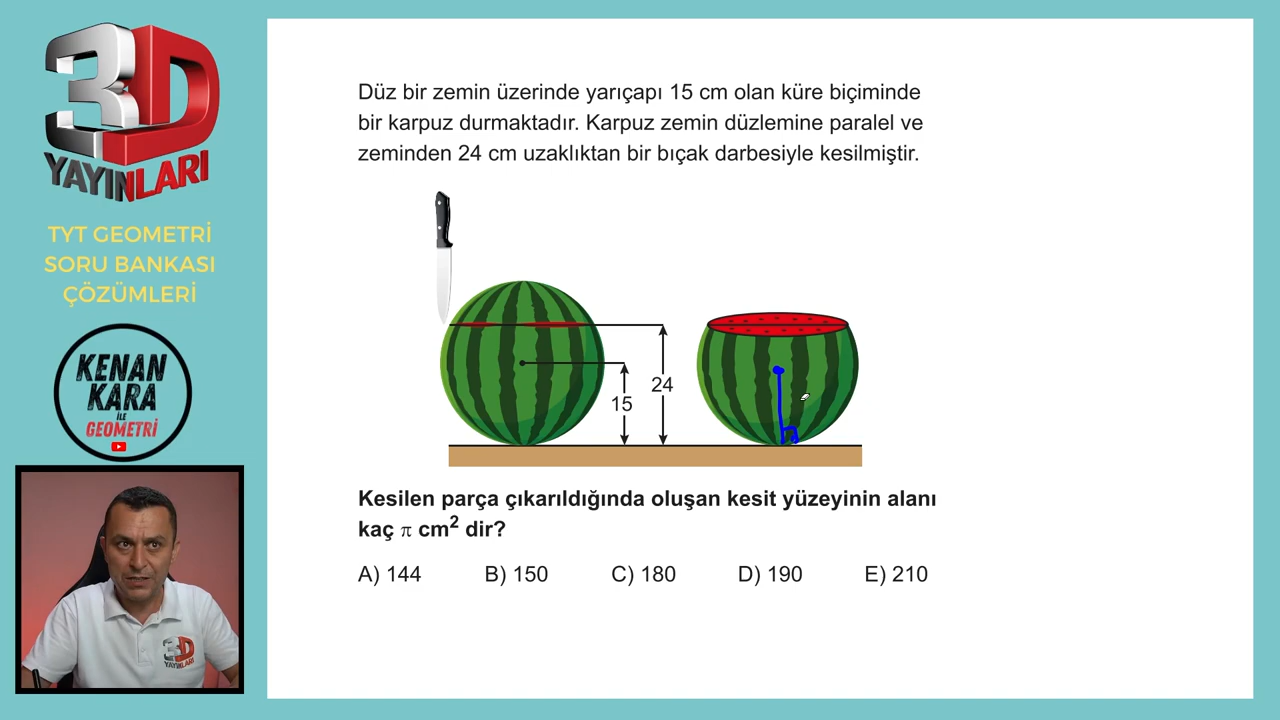 3D
YAYINLARI
TYT GEOMETRİ
SORU BANKASI
ÇÖZÜMLERİ
KENAN
KARA
İLE
GEOMETRİ
3D
YAYINLARI
Düz bir zemin üzerinde yarıçapı 15 cm olan küre biçiminde
bir karpuz durmaktadır. Karpuz zemin düzlemine paralel ve
zeminden 24 cm uzaklıktan bir bıçak darbesiyle kesilmiştir.
24
15
Kesilen parça çıkarıldığında oluşan kesit yüzeyinin alanı
kaç π cm² dir?
A) 144 B) 150 C) 180 D) 190 E) 210